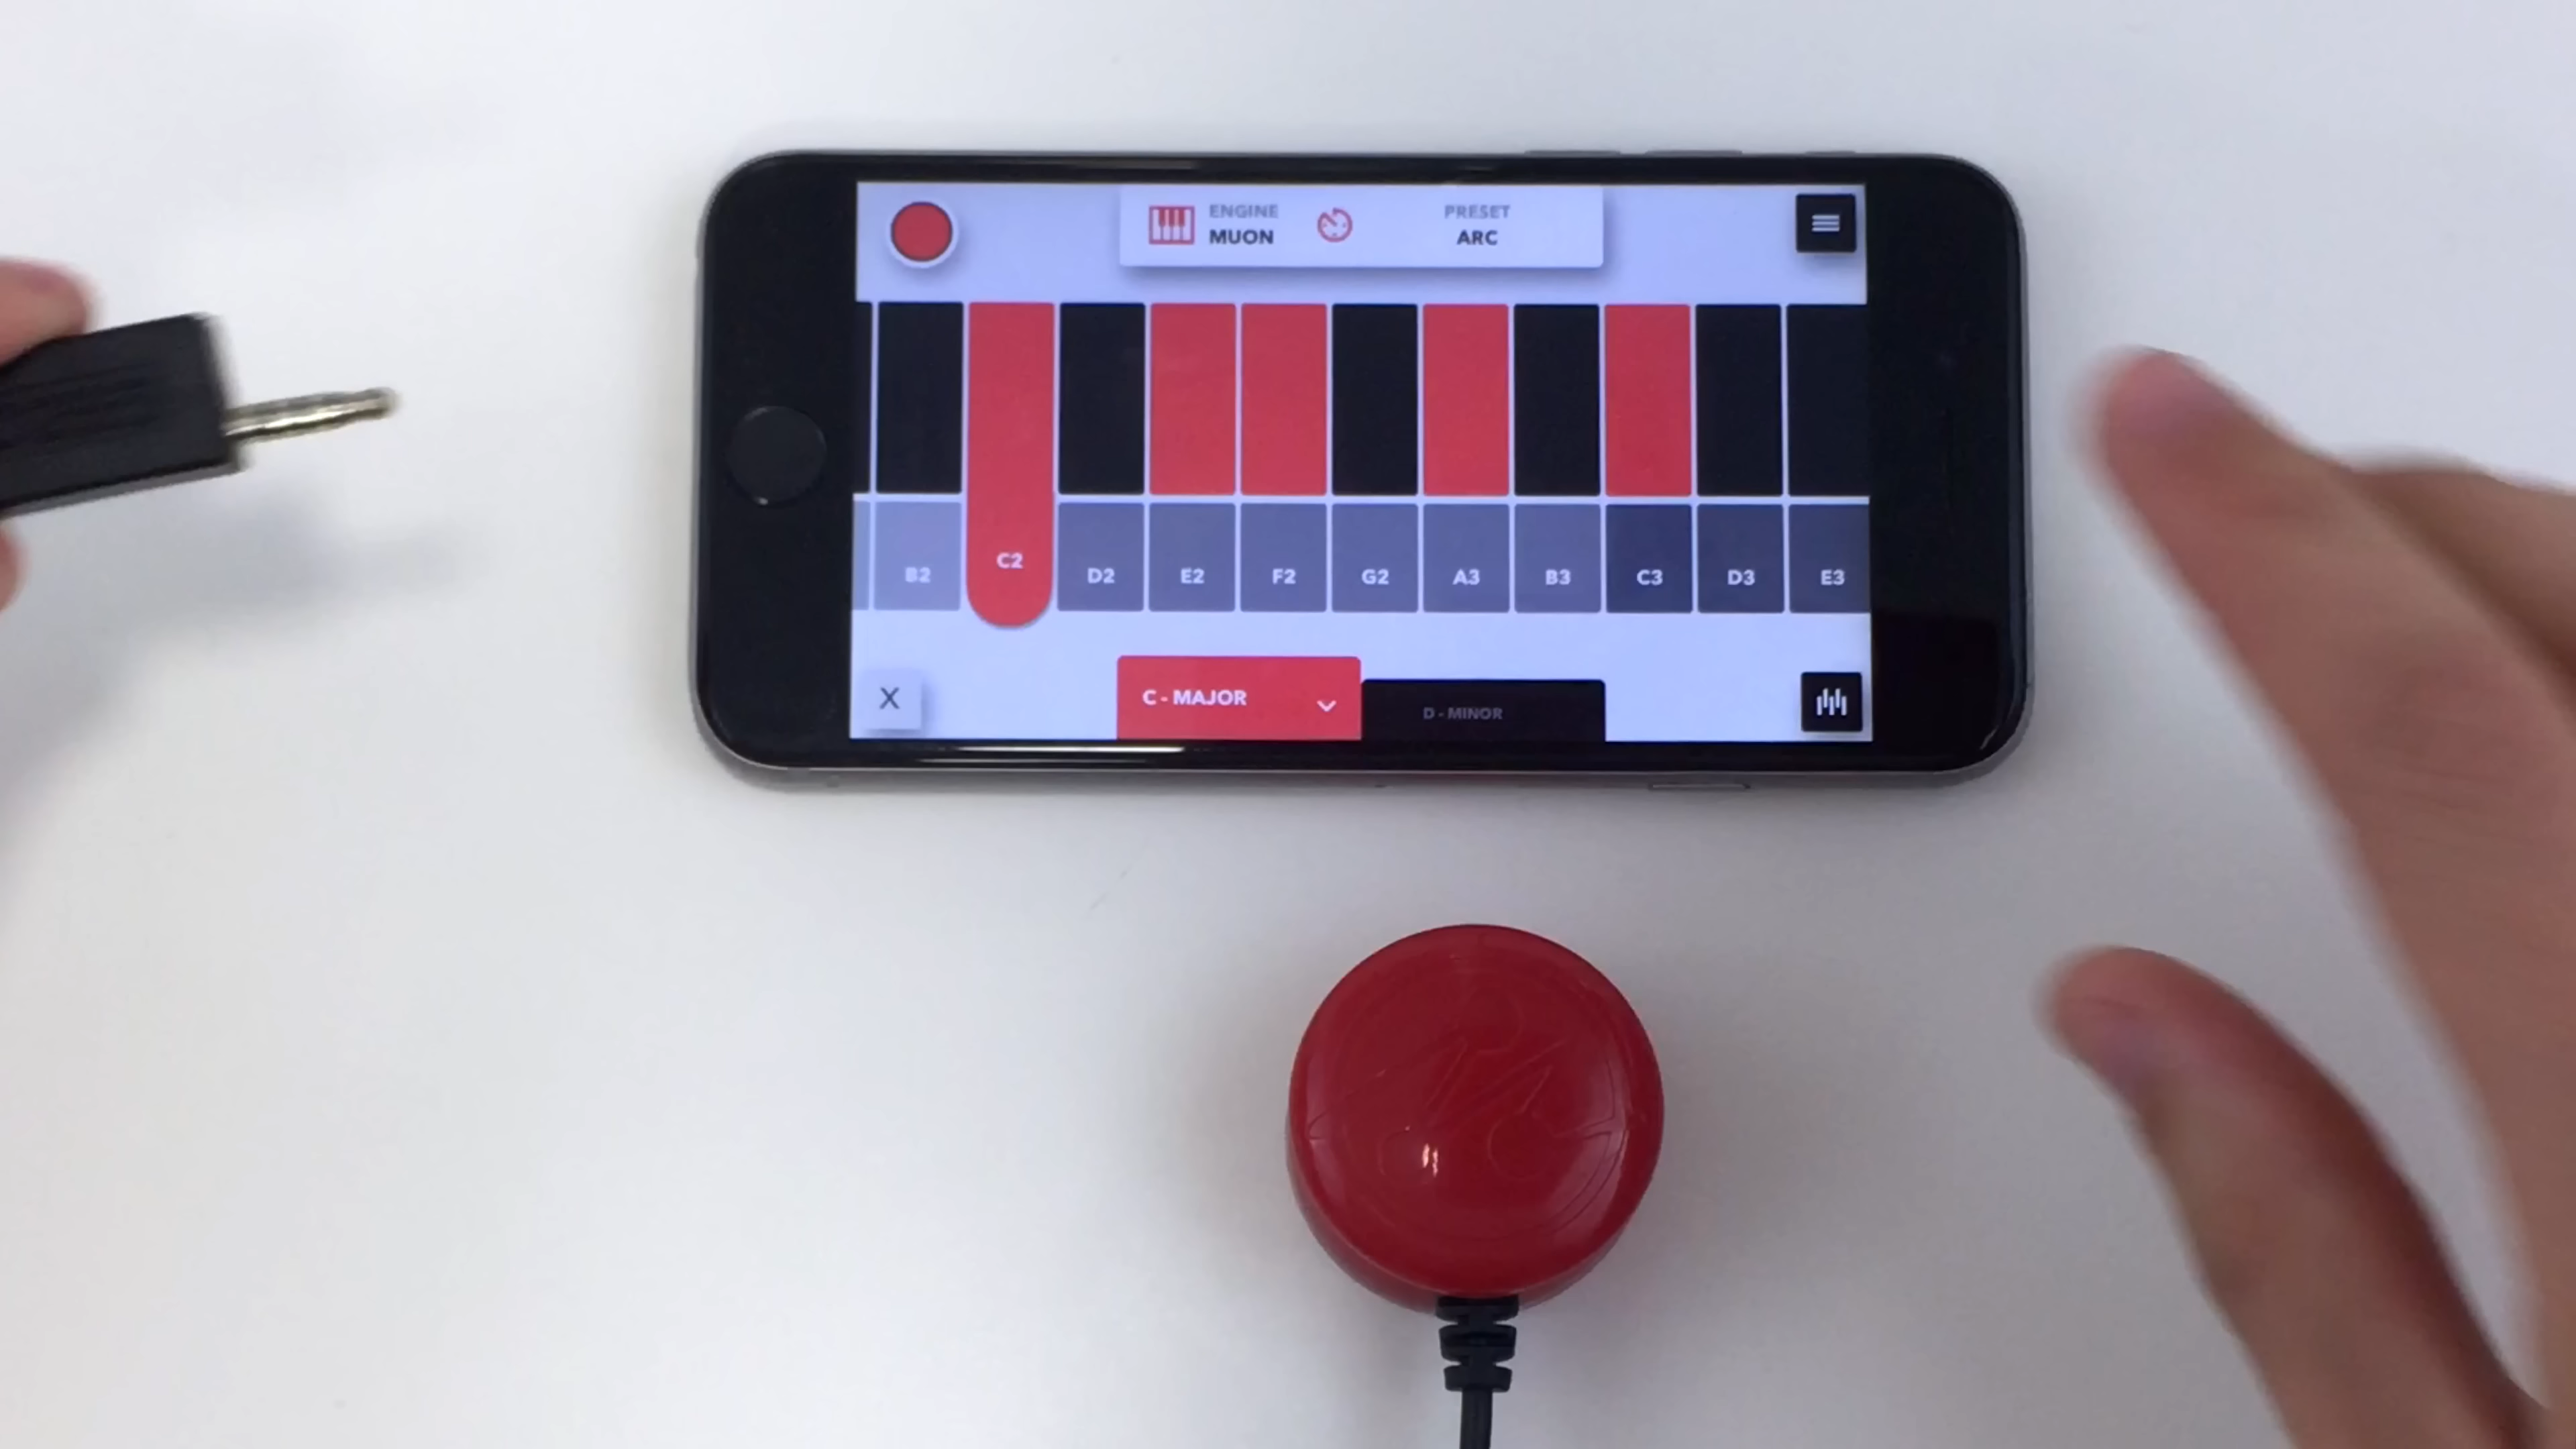 ENGINE
MUON
PRESET
ARC
B2
C2
D2
E2
F2
G2
A3
B3
C3
D3
E3
X
C - MAJOR
D - MINOR